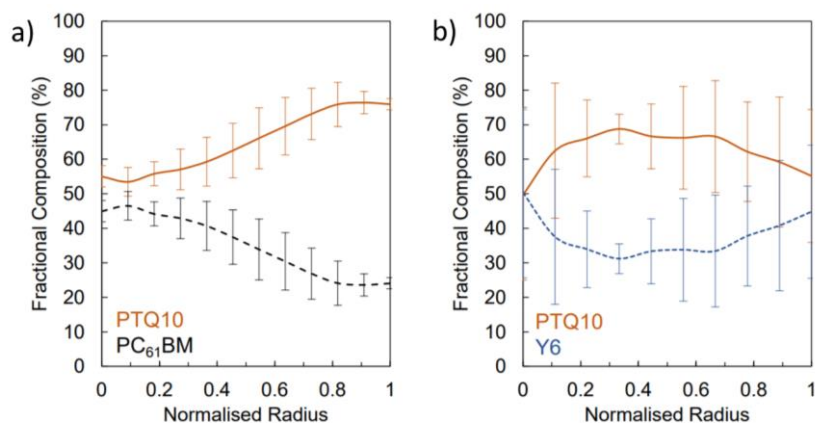 a)
Fractional Composition (%)
100
90
80
70
60
50
40
30
20
10
0
PTQ10
PC₆₁BM
0 0.2 0.4 0.6 0.8 1
Normalised Radius
b)
Fractional Composition (%)
100
90
80
70
60
50
40
30
20
10
0
PTQ10
Y6
0 0.2 0.4 0.6 0.8 1
Normalised Radius